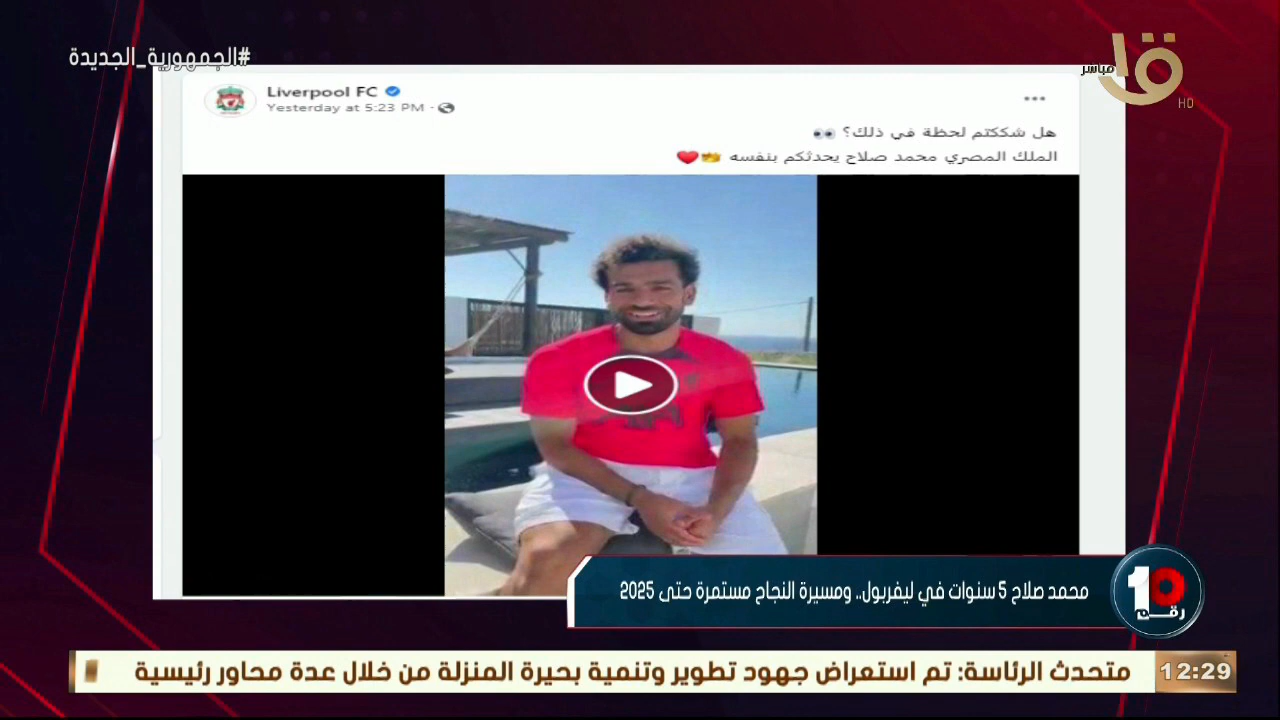 #الجمهورية_الجديدة
مباشر
HD
Liverpool FC
Yesterday at 5:23 PM ·
هل شككتم لحظة في ذلك؟ 👀
الملك المصري محمد صلاح يحدثكم بنفسه 👑❤️
محمد صلاح 5 سنوات في ليفربول.. ومسيرة النجاح مستمرة حتى 2025
رقم 10
متحدث الرئاسة: تم استعراض جهود تطوير وتنمية بحيرة المنزلة من خلال عدة محاور رئيسية
12:29